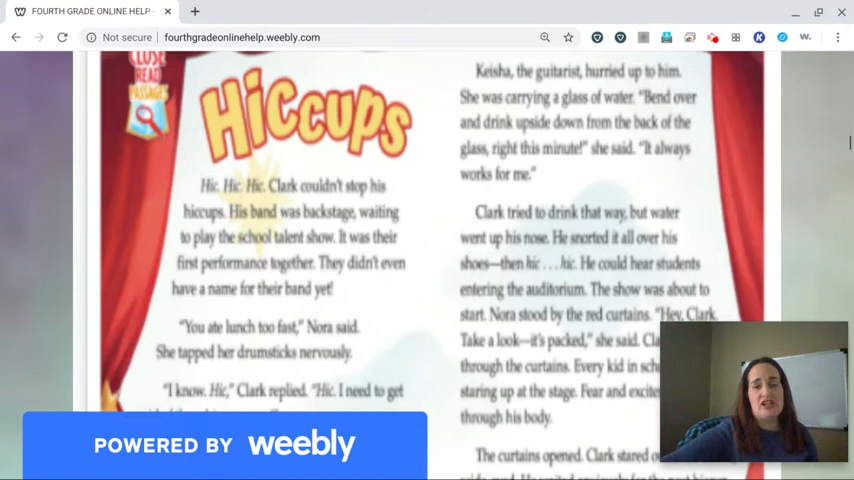 FOURTH GRADE ONLINE HELP -
Not secure | fourthgradeonlinehelp.weebly.com
CLOSE
READ
PASSAGES
Hiccups
Hic. Hic. Hic. Clark couldn't stop his
hiccups. His band was backstage, waiting
to play the school talent show. It was their
first performance together. They didn't even
have a name for their band yet!
"You ate lunch too fast," Nora said.
She tapped her drumsticks nervously.
"I know. Hic," Clark replied. "Hic. I need to get
Keisha, the guitarist, hurried up to him.
She was carrying a glass of water. "Bend over
and drink upside down from the back of the
glass, right this minute!" she said. "It always
works for me."
Clark tried to drink that way, but water
went up his nose. He snorted it all over his
shoes—then hic . . . hic. He could hear students
entering the auditorium. The show was about to
start. Nora stood by the red curtains. "Hey, Clark.
Take a look—it's packed," she said.
through the curtains. Every kid in
staring up at the stage. Fear and
through his body.
The curtains opened. Clark stared
POWERED BY weebly